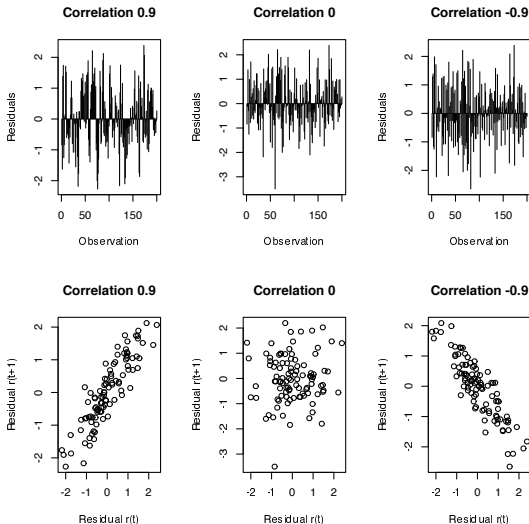 Correlation 0.9
Correlation 0
Correlation -0.9
Residuals
2
1
0
-1
-2
0 50 150
Observation
Residuals
2
1
0
-1
-2
-3
0 50 150
Observation
Residuals
2
1
0
-2
0 50 150
Observation
Correlation 0.9
Correlation 0
Correlation -0.9
Residual r(t+1)
2
1
0
-1
-2
-2 -1 0 1 2
Residual r(t)
Residual r(t+1)
2
1
0
-1
-2
-3
-2 -1 0 1 2
Residual r(t)
Residual r(t+1)
2
1
0
-2
-2 -1 0 1 2
Residual r(t)